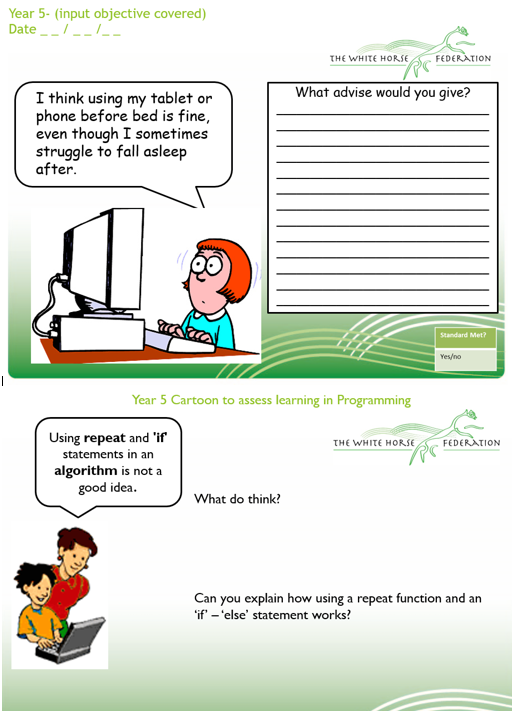 Year 5- (input objective covered)
Date _ _ / _ _ /_ _
THE WHITE HORSE FEDERATION
I think using my tablet or
phone before bed is fine,
even though I sometimes
struggle to fall asleep
after.
What advise would you give?
Standard Met?
Yes/no
Year 5 Cartoon to assess learning in Programming
THE WHITE HORSE FEDERATION
Using repeat and 'if'
statements in an
algorithm is not a
good idea.
What do think?
Can you explain how using a repeat function and an
‘if’ – ‘else’ statement works?